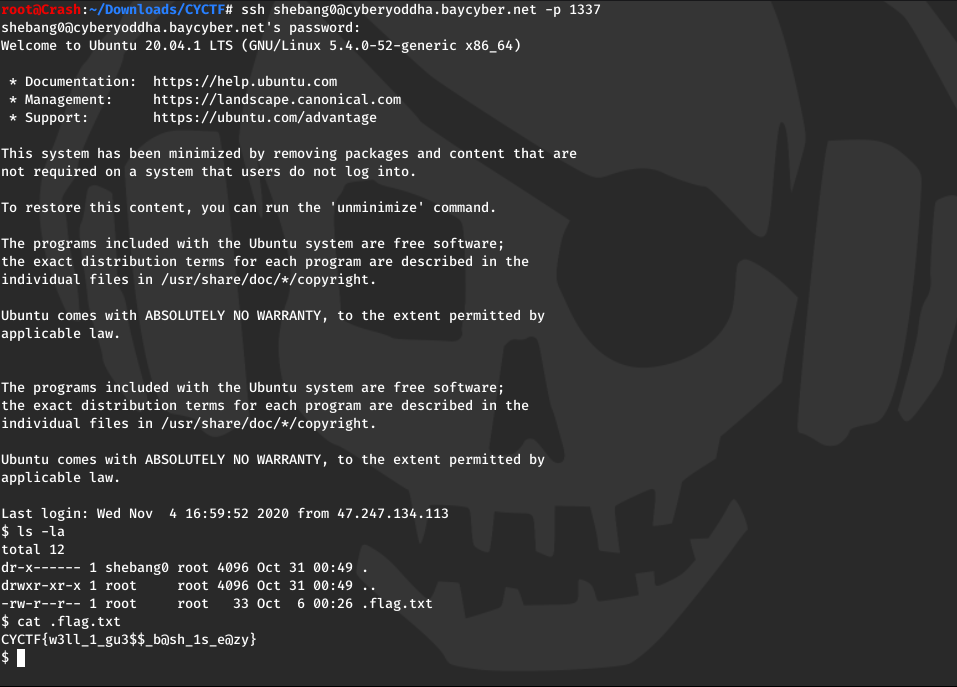 root@Crash:~/Downloads/CYCTF# ssh shebang0@cyberyoddha.baycyber.net -p 1337
shebang0@cyberyoddha.baycyber.net's password:
Welcome to Ubuntu 20.04.1 LTS (GNU/Linux 5.4.0-52-generic x86_64)
* Documentation:  https://help.ubuntu.com
* Management:     https://landscape.canonical.com
* Support:        https://ubuntu.com/advantage
This system has been minimized by removing packages and content that are
not required on a system that users do not log into.
To restore this content, you can run the 'unminimize' command.
The programs included with the Ubuntu system are free software;
the exact distribution terms for each program are described in the
individual files in /usr/share/doc/*/copyright.
Ubuntu comes with ABSOLUTELY NO WARRANTY, to the extent permitted by
applicable law.
The programs included with the Ubuntu system are free software;
the exact distribution terms for each program are described in the
individual files in /usr/share/doc/*/copyright.
Ubuntu comes with ABSOLUTELY NO WARRANTY, to the extent permitted by
applicable law.
Last login: Wed Nov  4 16:59:52 2020 from 47.247.134.113
$ ls -la
total 12
dr-x------ 1 shebang0 root 4096 Oct 31 00:49 .
drwxr-xr-x 1 root     root 4096 Oct 31 00:49 ..
-rw-r--r-- 1 root     root   33 Oct  6 00:26 .flag.txt
$ cat .flag.txt
CYCTF{w3ll_1_gu3$$_b@sh_1s_e@zy}
$